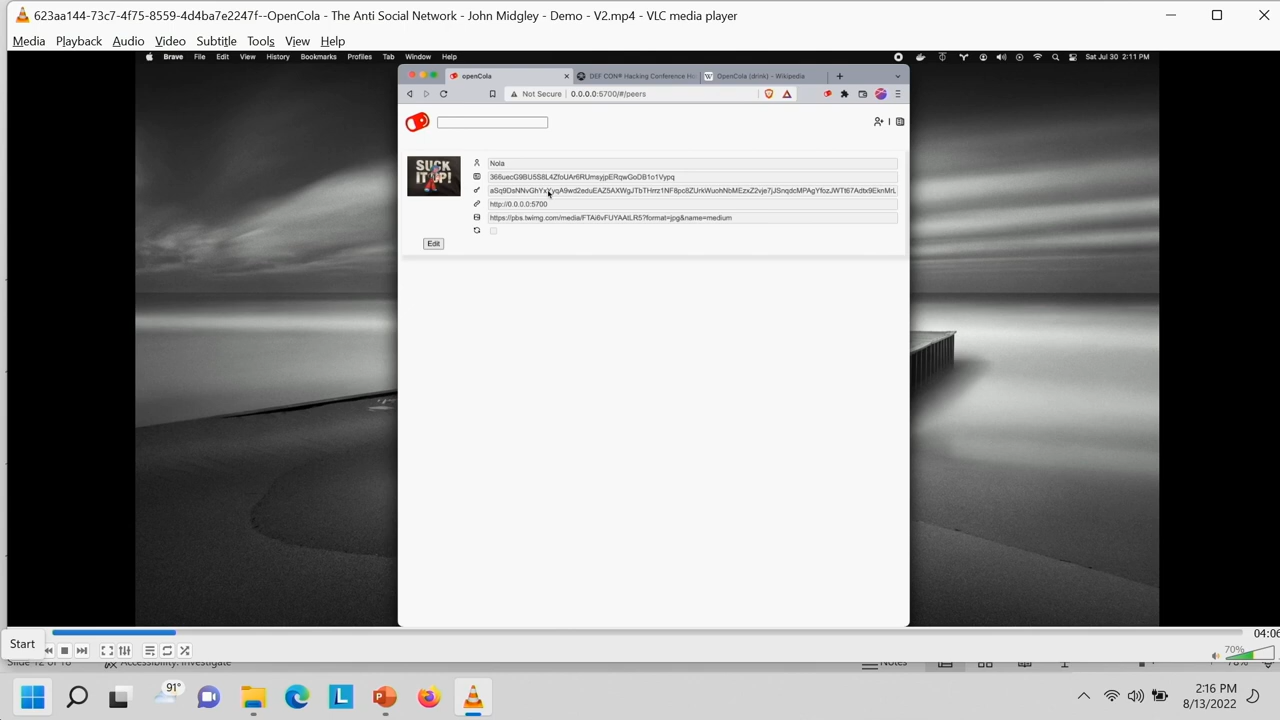 623aa144-73c7-4f75-8559-4d4ba7e2247f--OpenCola - The Anti Social Network - John Midgley - Demo - V2.mp4 - VLC media player
Media Playback Audio Video Subtitle Tools View Help
Brave File Edit View History Bookmarks Profiles Tab Window Help Sat Jul 30 2:11 PM
openCola DEF CON® Hacking Conference OpenCola (drink) - Wikipedia
Not Secure 0.0.0.0:5700/#/peers
SUCK IT UP!
Nola
http://0.0.0.0:5700
https://pbs.twimg.com/media/FTAi6vFUYAAtLR5?format=jpg&name=medium
Edit
04:06
Start
70%
Accessibility: Investigate Notes
91°
2:16 PM
8/13/2022